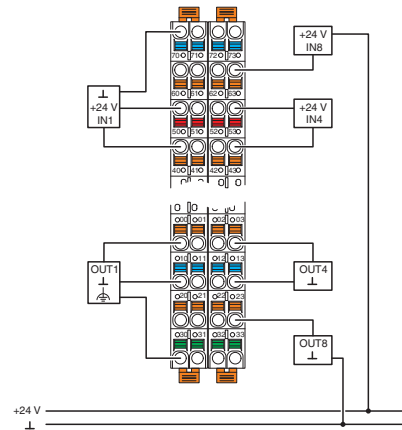 +24 V
IN8
70 71 72 73
60 61 62 63
+24 V
IN1
+24 V
IN4
50 51 52 53
40 41 42 43
00 01 02 03
10 11 12 13
OUT1
OUT4
20 21 22 23
30 31 32 33
OUT8
+24 V